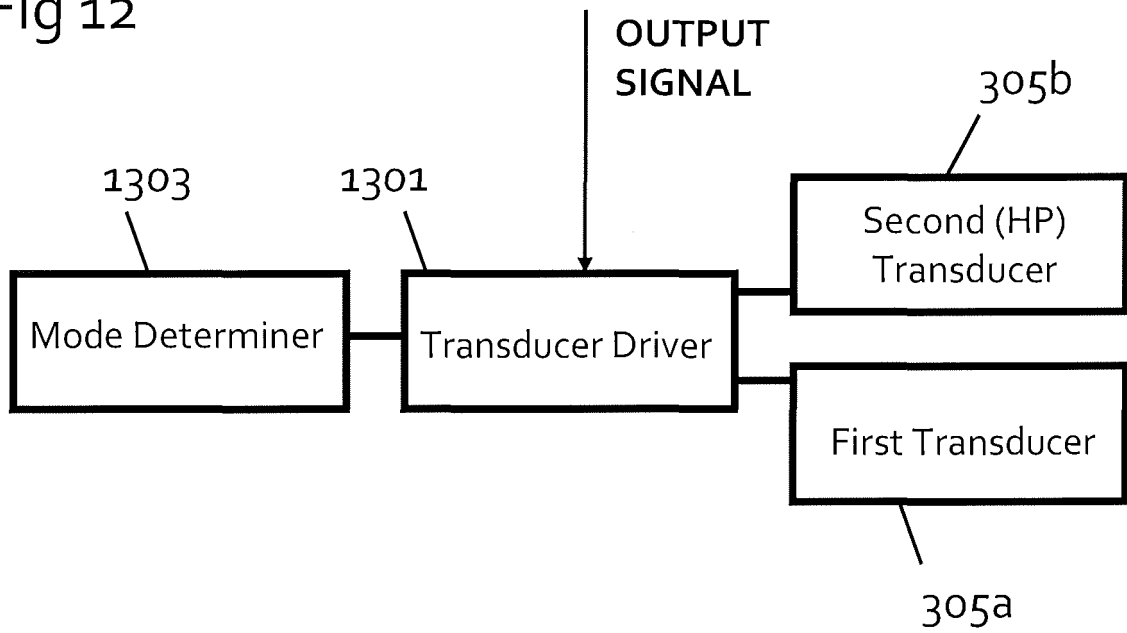 Fig 12
OUTPUT
SIGNAL
305b
1303
1301
Second (HP)
Transducer
Mode Determiner
Transducer Driver
First Transducer
305a